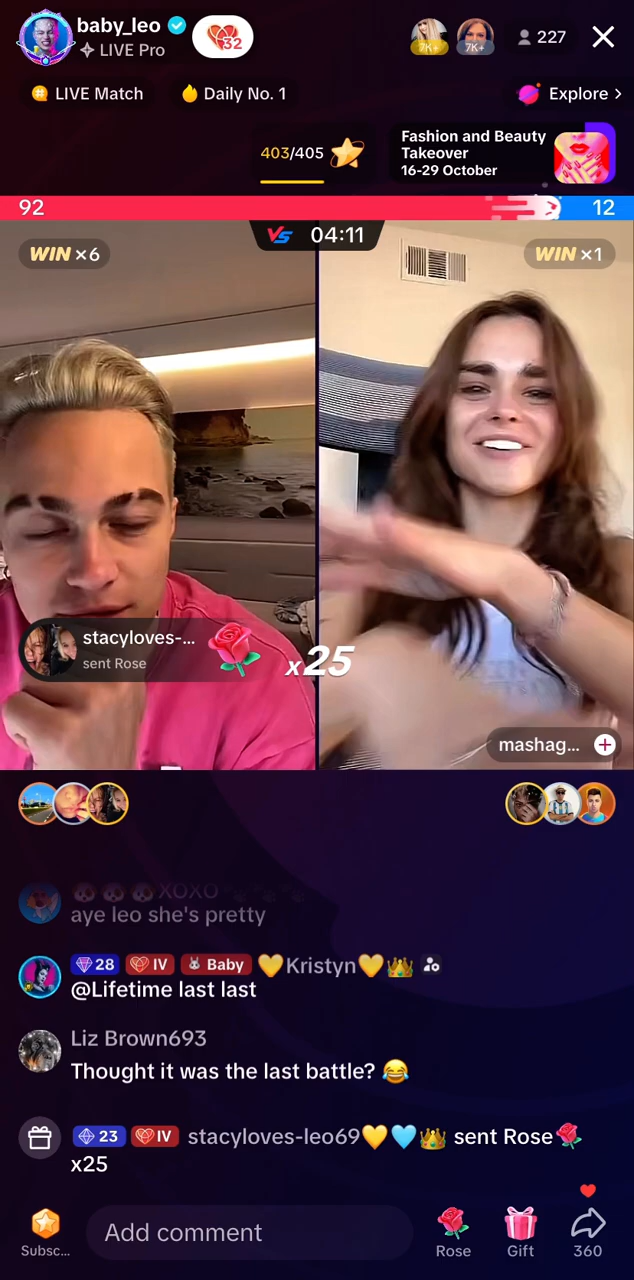 baby_leo
LIVE Pro
32
7K+
7K+
227
LIVE Match
Daily No. 1
Explore >
403/405
Fashion and Beauty
Takeover
16-29 October
92
12
VS 04:11
WIN ×6
WIN ×1
stacyloves-...
sent Rose
x25
mashag...
XOXO
aye leo she's pretty
28 IV Baby 💛Kristyn💛👑
@Lifetime last last
Liz Brown693
Thought it was the last battle? 😂
23 IV stacyloves-leo69💛🩵👑 sent Rose🌹
x25
Subsc...
Add comment
Rose
Gift
360